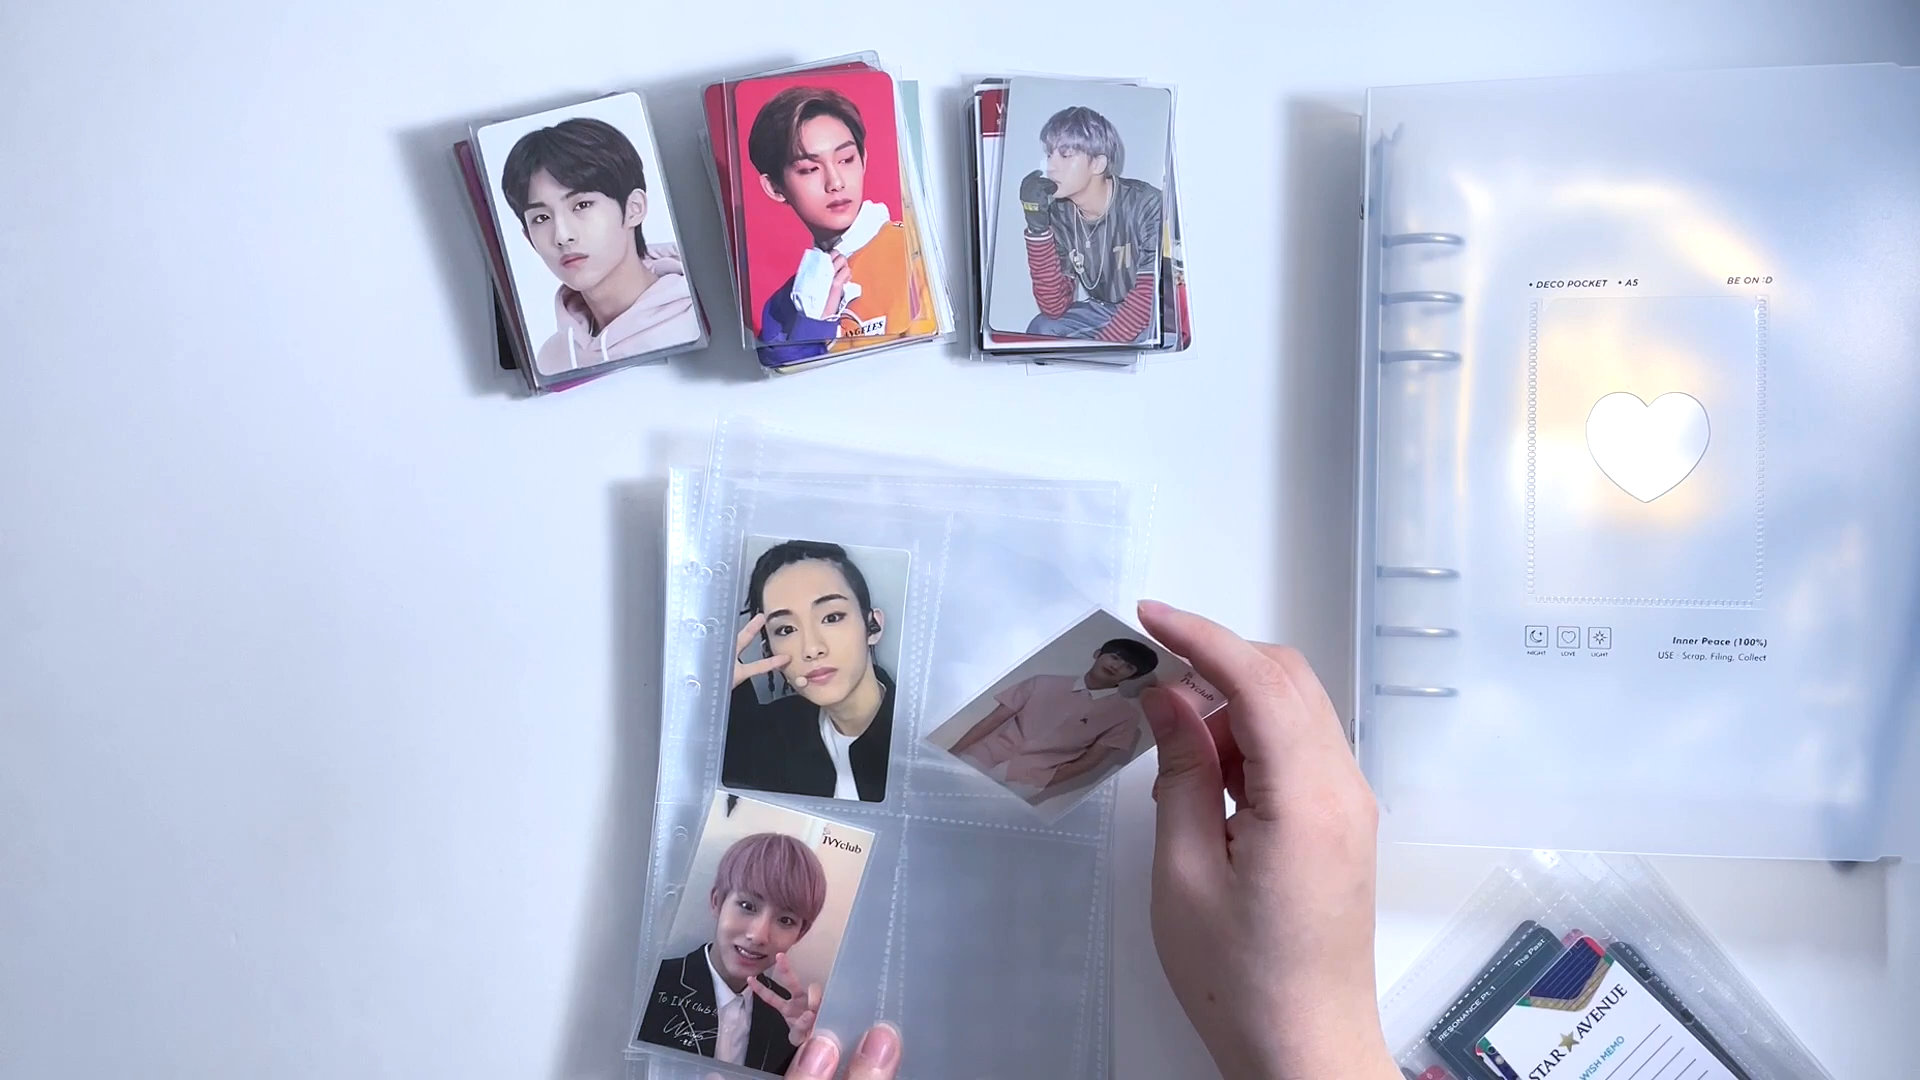 • DECO POCKET • A5
BE ON :D
NIGHT
LOVE
LIGHT
Inner Peace (100%)
USE : Scrap, Filing, Collect
71
IVYclub
IVYclub
To. IVY Club
The Past
RESONANCE Pt.1
STAR AVENUE
WISH MEMO